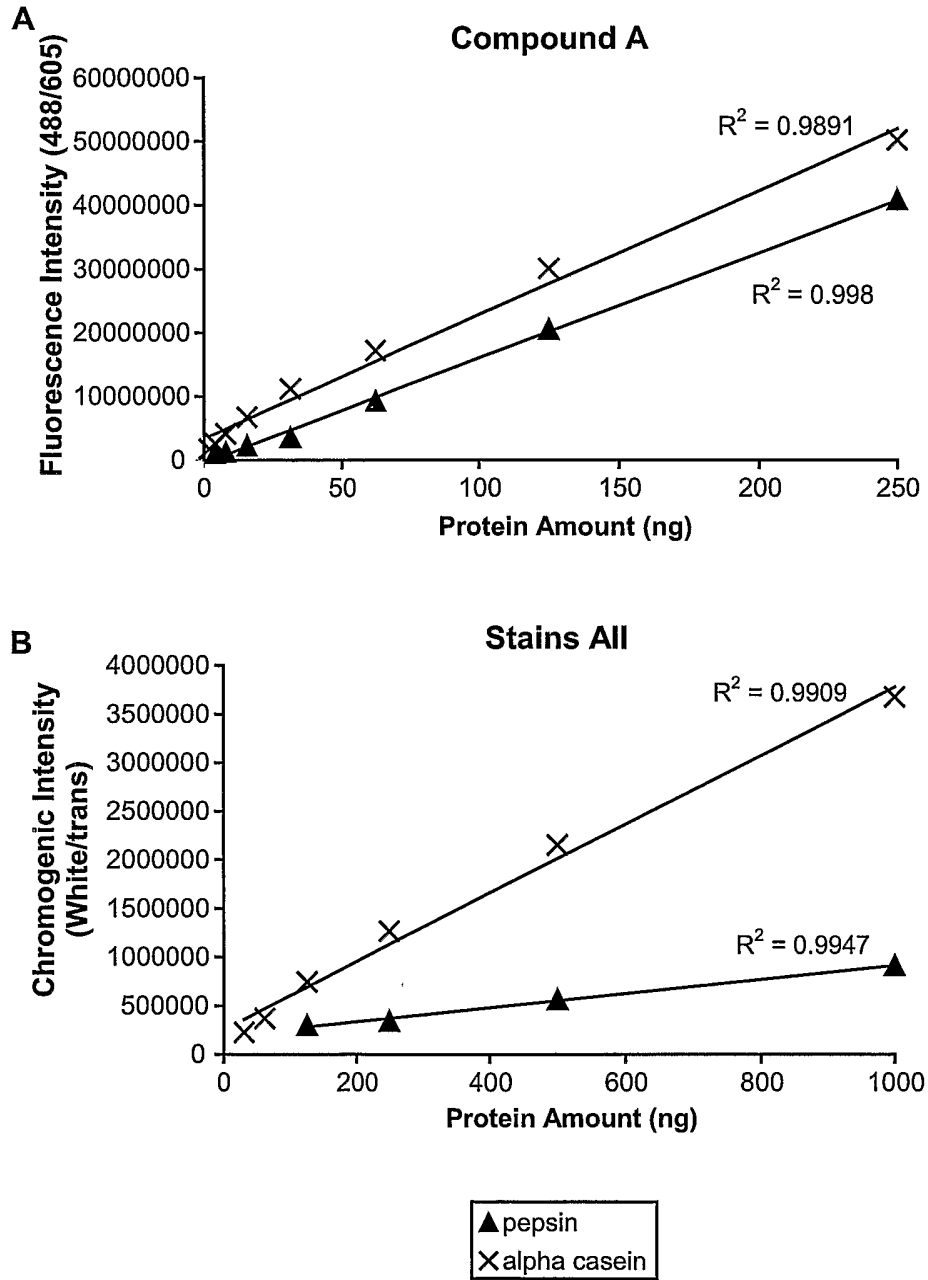 A
Compound A
Fluorescence Intensity (488/605)
60000000
50000000
40000000
30000000
20000000
10000000
0
R² = 0.9891
R² = 0.998
0 50 100 150 200 250
Protein Amount (ng)
B
Stains All
Chromogenic Intensity
(White/trans)
4000000
3500000
3000000
2500000
2000000
1500000
1000000
500000
0
R² = 0.9909
R² = 0.9947
0 200 400 600 800 1000
Protein Amount (ng)
pepsin
alpha casein